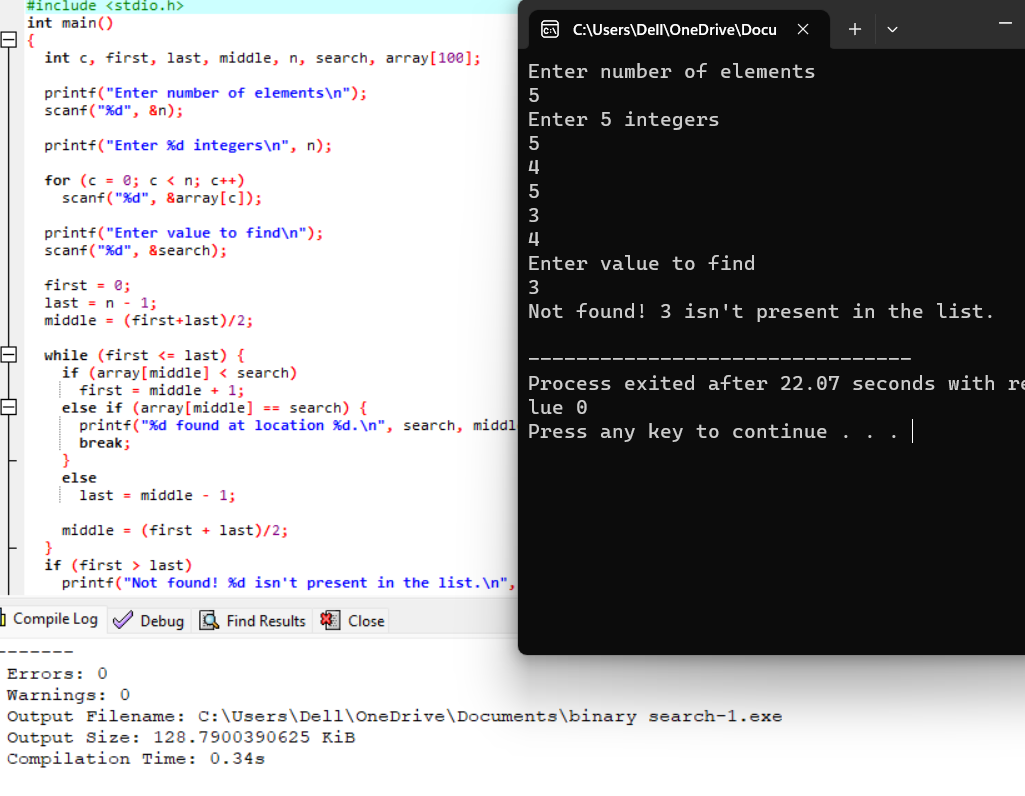 #include <stdio.h>
int main()
{
int c, first, last, middle, n, search, array[100];
printf("Enter number of elements\n");
scanf("%d", &n);
printf("Enter %d integers\n", n);
for (c = 0; c < n; c++)
scanf("%d", &array[c]);
printf("Enter value to find\n");
scanf("%d", &search);
first = 0;
last = n - 1;
middle = (first+last)/2;
while (first <= last) {
if (array[middle] < search)
first = middle + 1;
else if (array[middle] == search) {
printf("%d found at location %d.\n", search, middl
break;
}
else
last = middle - 1;
middle = (first + last)/2;
}
if (first > last)
printf("Not found! %d isn't present in the list.\n",
C:\Users\Dell\OneDrive\Docu
Enter number of elements
5
Enter 5 integers
5
4
5
3
4
Enter value to find
3
Not found! 3 isn't present in the list.
--------------------------------
Process exited after 22.07 seconds with re
lue 0
Press any key to continue . . .
Compile Log Debug Find Results Close
-------
Errors: 0
Warnings: 0
Output Filename: C:\Users\Dell\OneDrive\Documents\binary search-1.exe
Output Size: 128.7900390625 KiB
Compilation Time: 0.34s